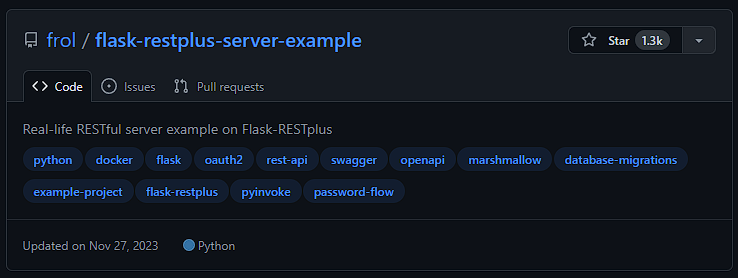 frol / flask-restplus-server-example
Star 1.3k
Code Issues Pull requests
Real-life RESTful server example on Flask-RESTplus
python docker flask oauth2 rest-api swagger openapi marshmallow database-migrations
example-project flask-restplus pyinvoke password-flow
Updated on Nov 27, 2023 Python